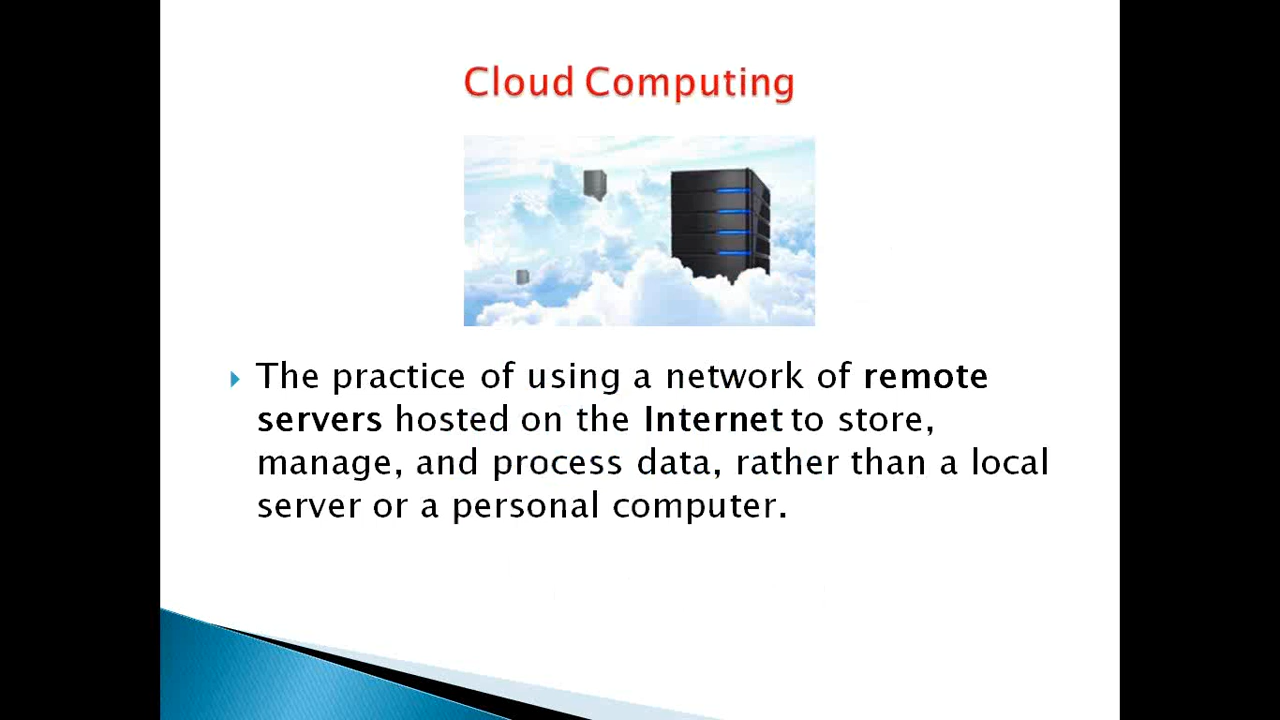 Cloud Computing
The practice of using a network of remote
servers hosted on the Internet to store,
manage, and process data, rather than a local
server or a personal computer.